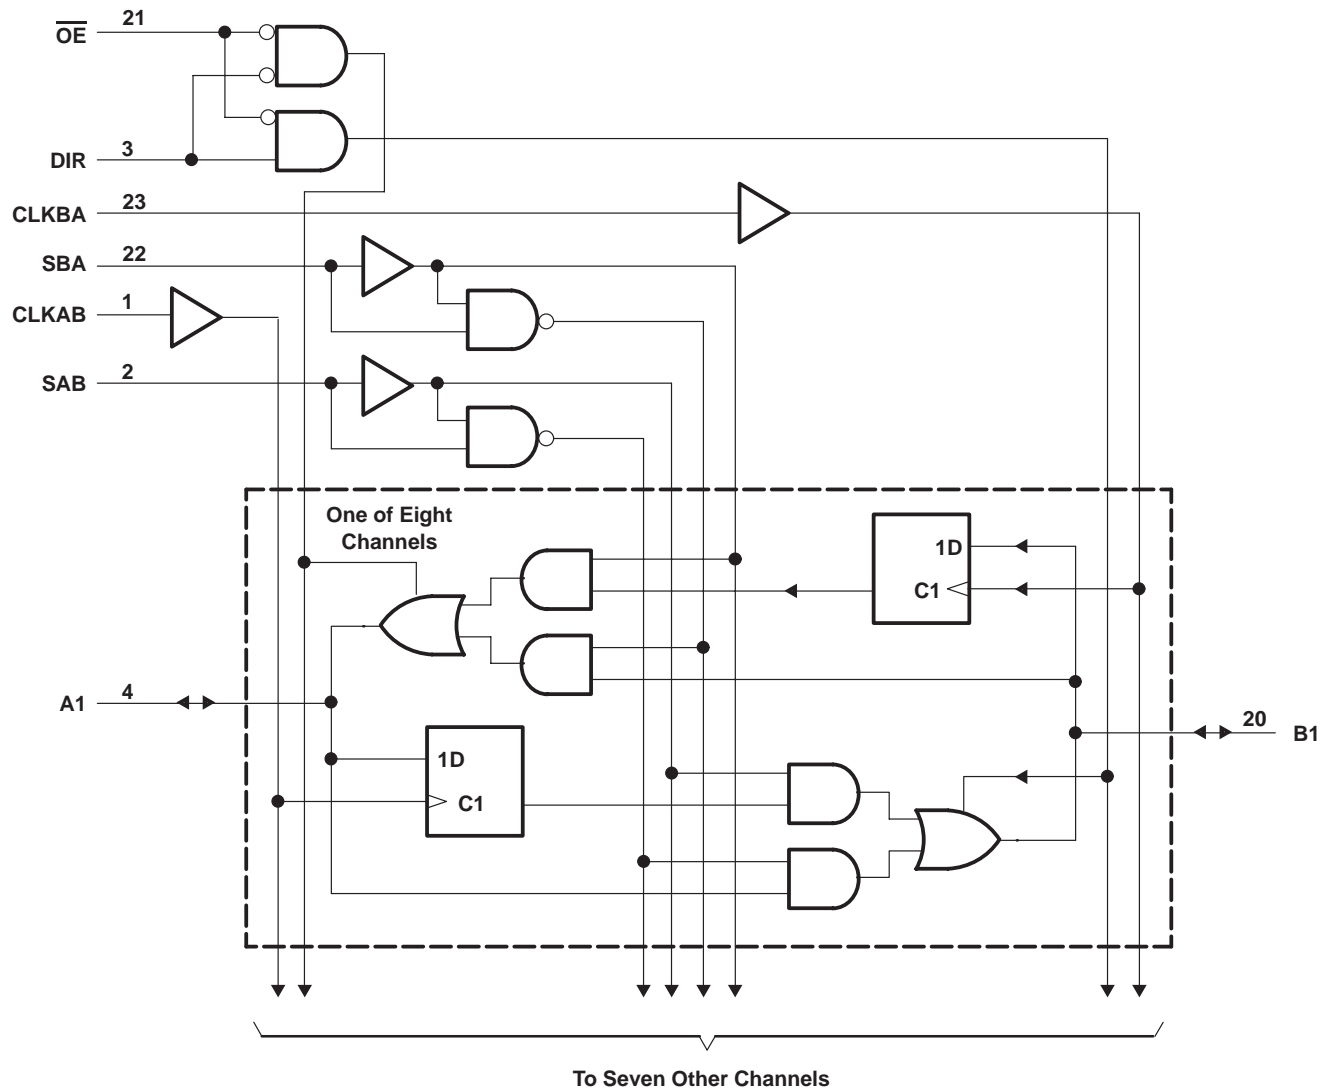 OE
21
DIR
3
CLKBA
23
SBA
22
CLKAB
1
SAB
2
One of Eight
Channels
1D
C1
A1
4
1D
C1
20
B1
To Seven Other Channels